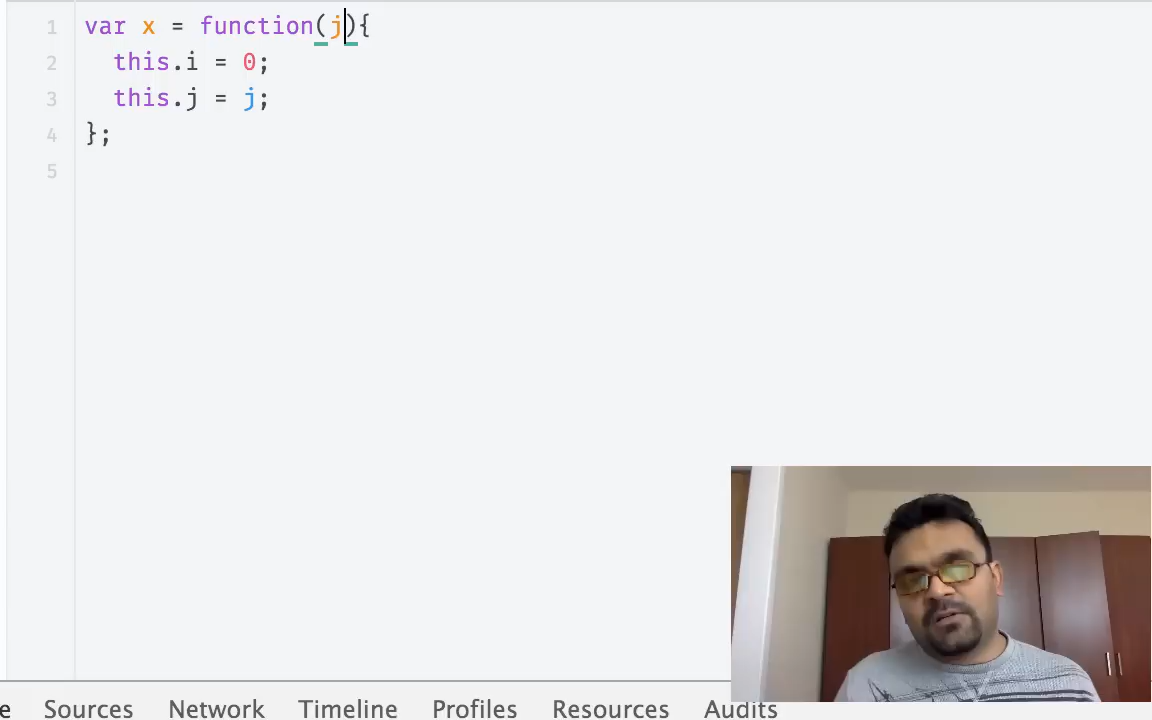 1 var x = function(j){
2 this.i = 0;
3 this.j = j;
4 };
5
e Sources Network Timeline Profiles Resources Audits